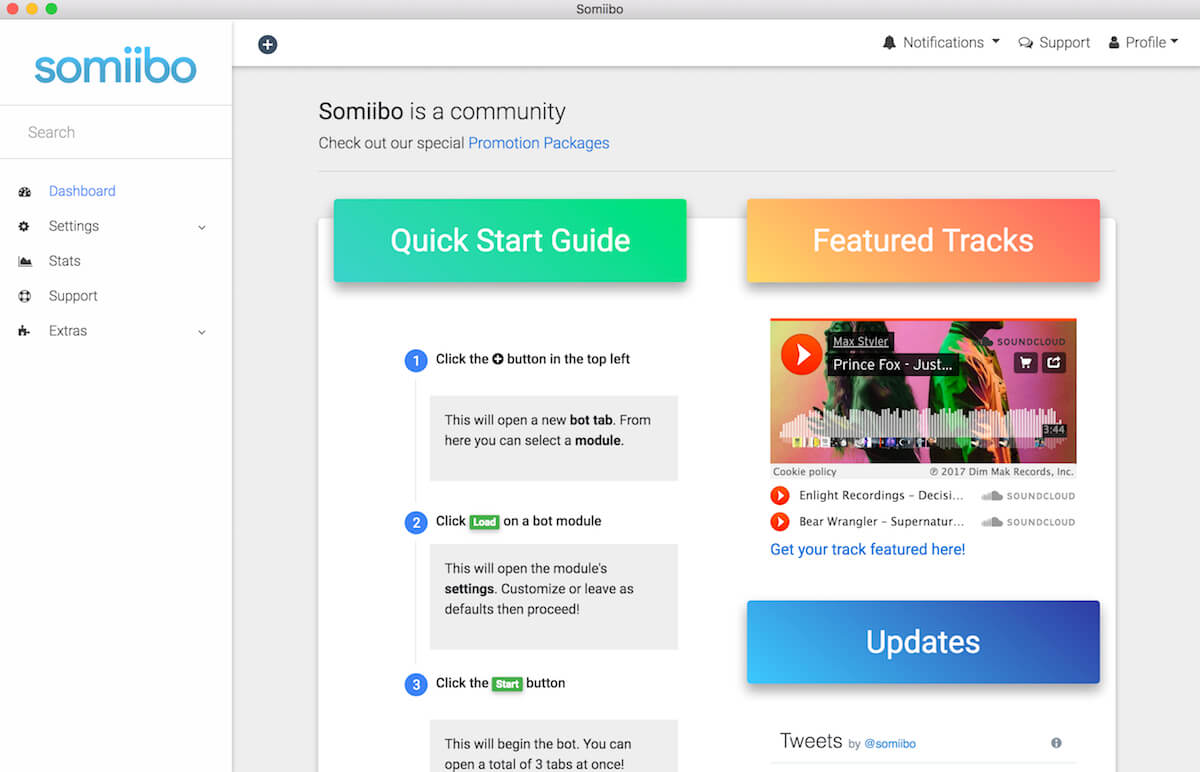 Somiibo
somiibo
Notifications
Support
Profile
Search
Dashboard
Settings
Stats
Support
Extras
Somiibo is a community
Check out our special Promotion Packages
Quick Start Guide
1 Click the button in the top left
This will open a new bot tab. From
here you can select a module.
2 Click Load on a bot module
This will open the module's
settings. Customize or leave as
defaults then proceed!
3 Click the Start button
This will begin the bot. You can
open a total of 3 tabs at once!
Featured Tracks
Max Styler
SOUNDCLOUD
Prince Fox - Just...
3:44
Cookie policy
℗ 2017 Dim Mak Records, Inc.
Enlight Recordings - Decisi...
SOUNDCLOUD
Bear Wrangler - Supernatur...
SOUNDCLOUD
Get your track featured here!
Updates
Tweets by @somiibo